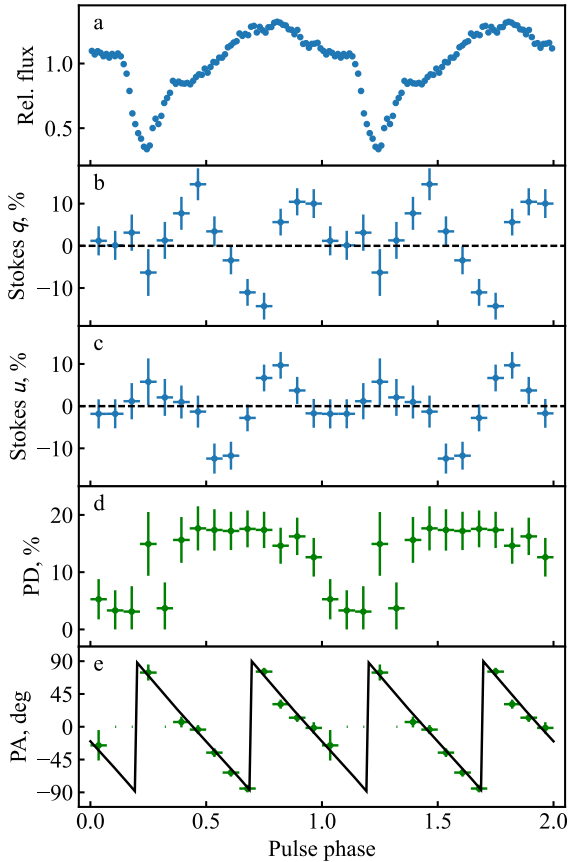 a
Rel. flux
1.0
0.5
b
Stokes q, %
10
0
−10
c
Stokes u, %
10
0
−10
d
PD, %
20
10
0
e
PA, deg
90
45
0
−45
−90
0.0 0.5 1.0 1.5 2.0
Pulse phase